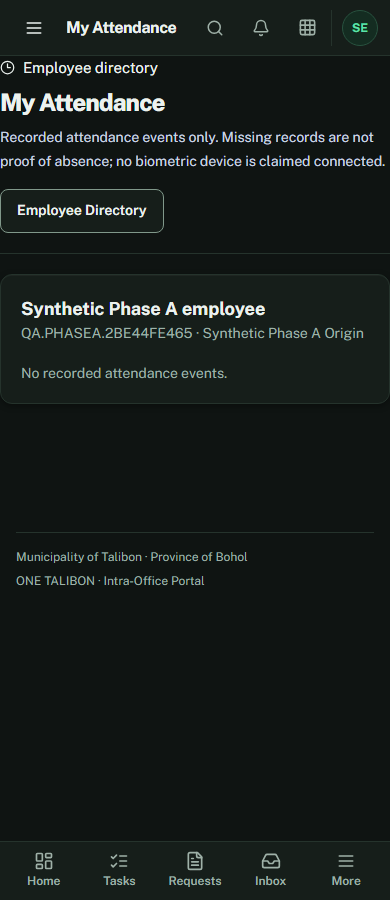 My Attendance
SE
Employee directory
My Attendance
Recorded attendance events only. Missing records are not
proof of absence; no biometric device is claimed connected.
Employee Directory
Synthetic Phase A employee
QA.PHASEA.2BE44FE465 · Synthetic Phase A Origin
No recorded attendance events.
Municipality of Talibon · Province of Bohol
ONE TALIBON · Intra-Office Portal
Home
Tasks
Requests
Inbox
More